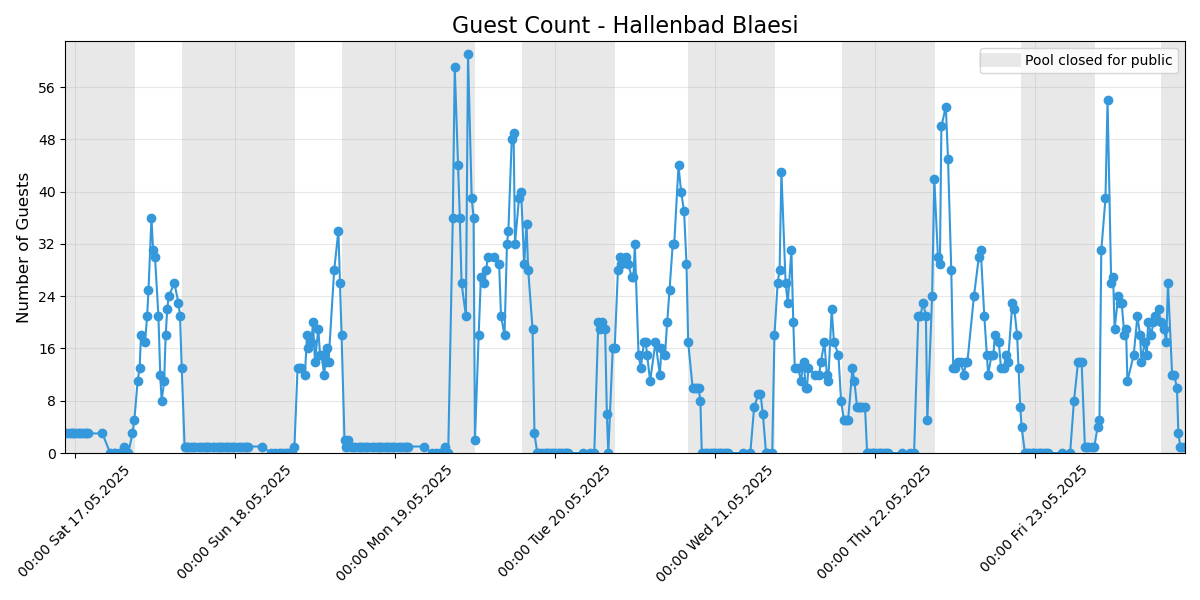 Guest Count - Hallenbad Blaesi
Pool closed for public
Number of Guests
56
48
40
32
24
16
8
0
00:00 Sat 17.05.2025
00:00 Sun 18.05.2025
00:00 Mon 19.05.2025
00:00 Tue 20.05.2025
00:00 Wed 21.05.2025
00:00 Thu 22.05.2025
00:00 Fri 23.05.2025